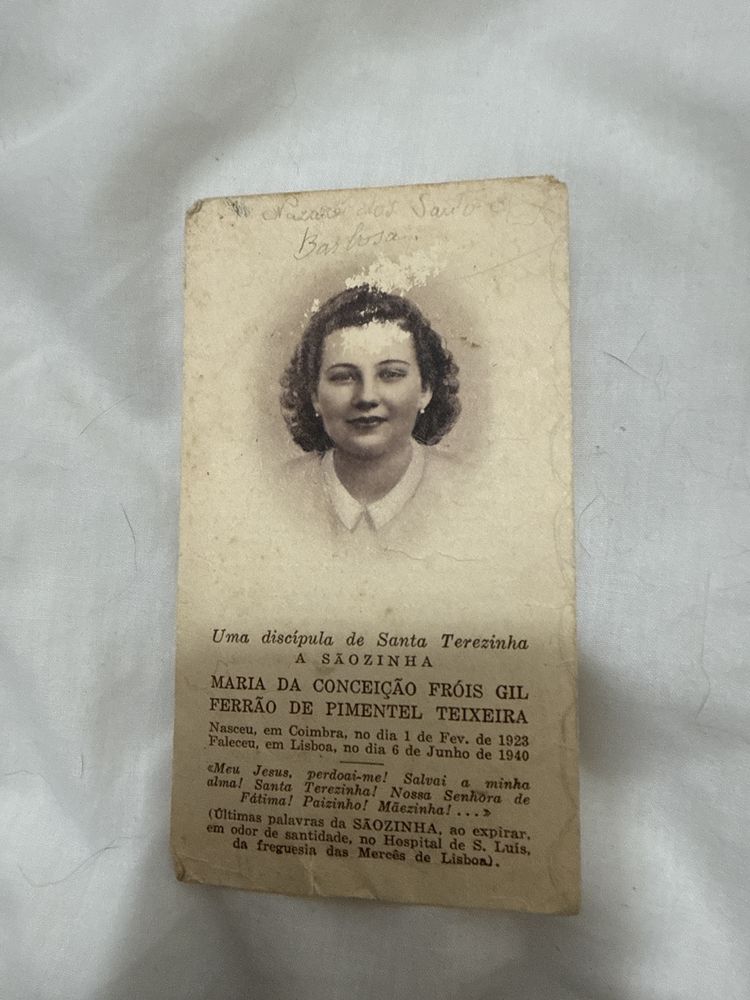 Nazaré dos Santos
Barbosa
Uma discípula de Santa Terezinha
A SÃOZINHA
MARIA DA CONCEIÇÃO FRÓIS GIL
FERRÃO DE PIMENTEL TEIXEIRA
Nasceu, em Coimbra, no dia 1 de Fev. de 1923
Faleceu, em Lisboa, no dia 6 de Junho de 1940
«Meu Jesus, perdoai-me! Salvai a minha
alma! Santa Terezinha! Nossa Senhora de
Fátima! Paizinho! Mãezinha! ...»
(Últimas palavras da SÃOZINHA, ao expirar,
em odor de santidade, no Hospital de S. Luís,
da freguesia das Mercês de Lisboa).